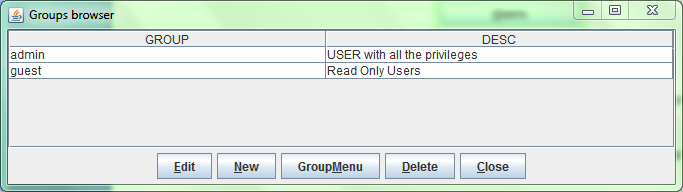 Groups browser
GROUP DESC
admin USER with all the privileges
guest Read Only Users
Edit New GroupMenu Delete Close